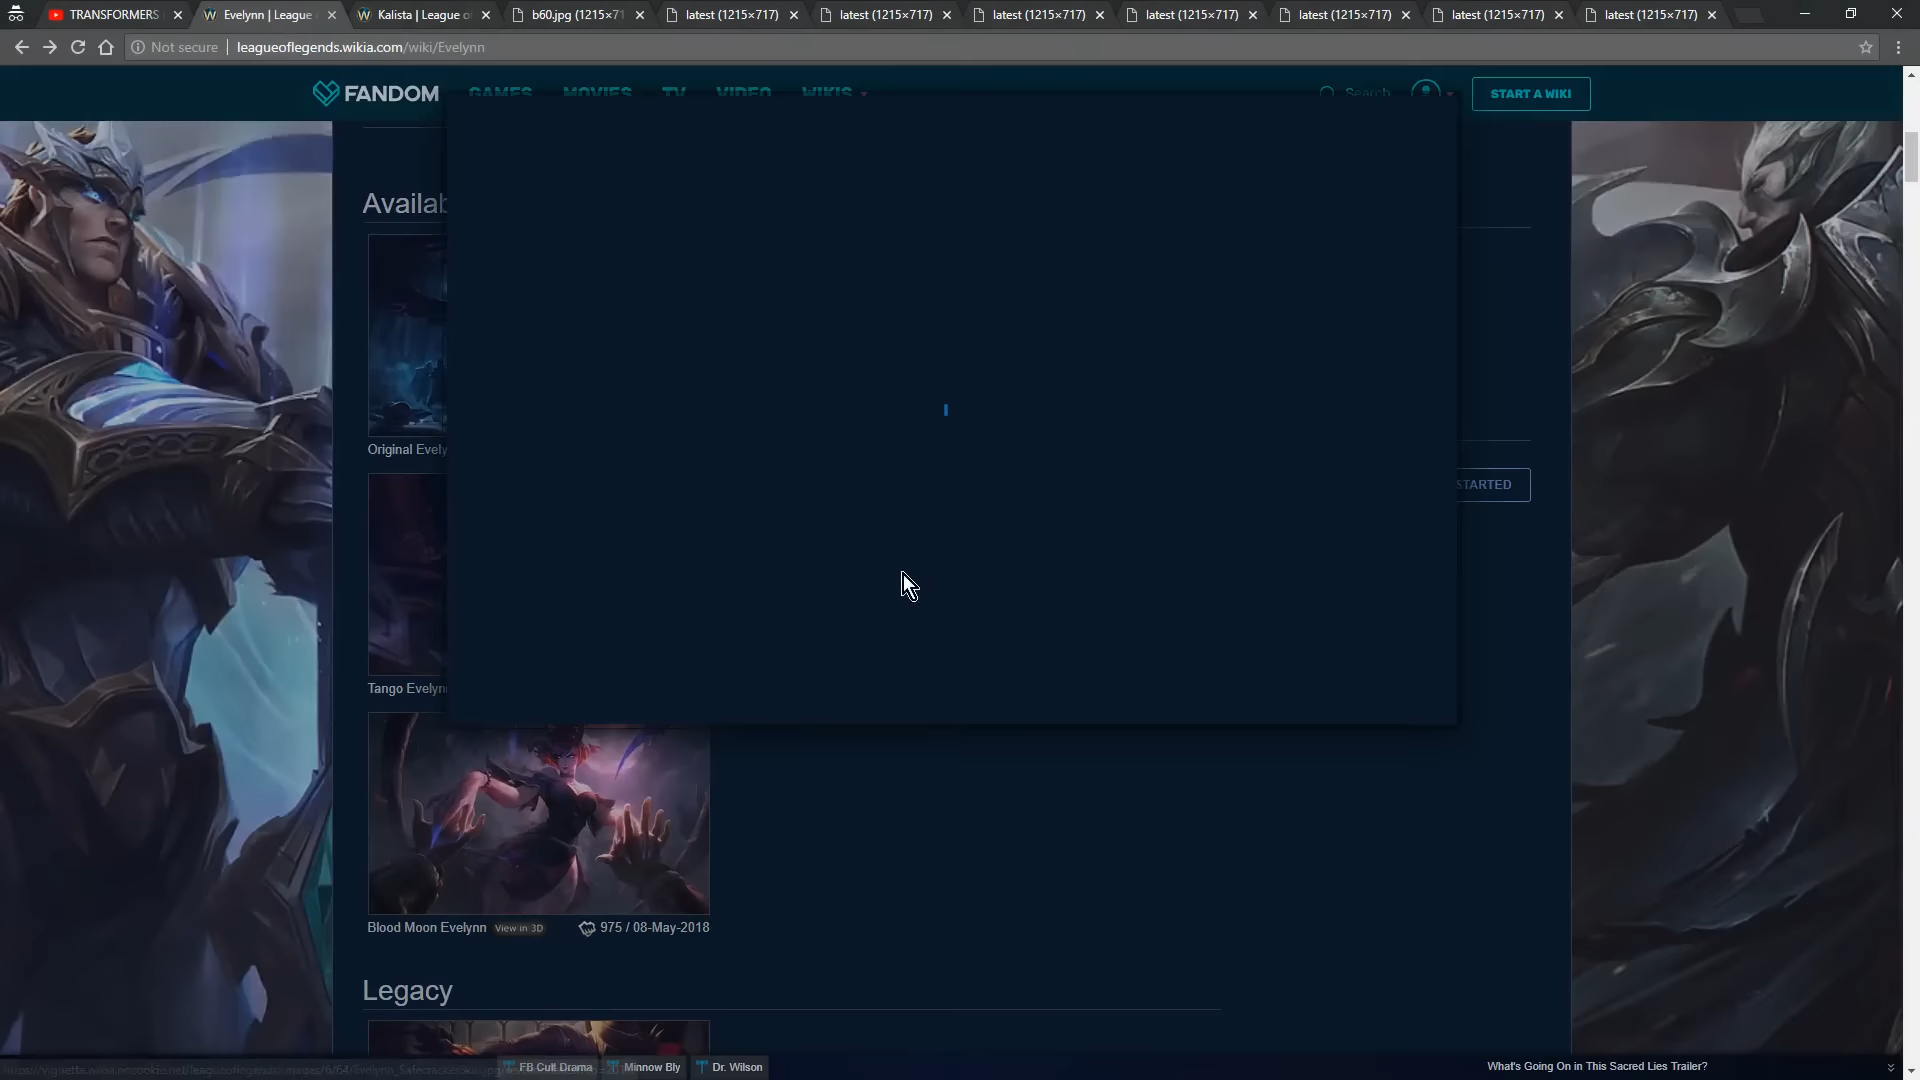 TRANSFORMERS
Evelynn | League
Kalista | League o
b60.jpg (1215×71
latest (1215×717)
latest (1215×717)
latest (1215×717)
latest (1215×717)
latest (1215×717)
latest (1215×717)
latest (1215×717)
Not secure
leagueoflegends.wikia.com/wiki/Evelynn
FANDOM
GAMES MOVIES TV VIDEO WIKIS
Search
START A WIKI
Availab
Original Evely
STARTED
Tango Evelyn
Blood Moon Evelynn View in 3D 975 / 08-May-2018
Legacy
FB Cult Drama
Minnow Bly
Dr. Wilson
What's Going On in This Sacred Lies Trailer?